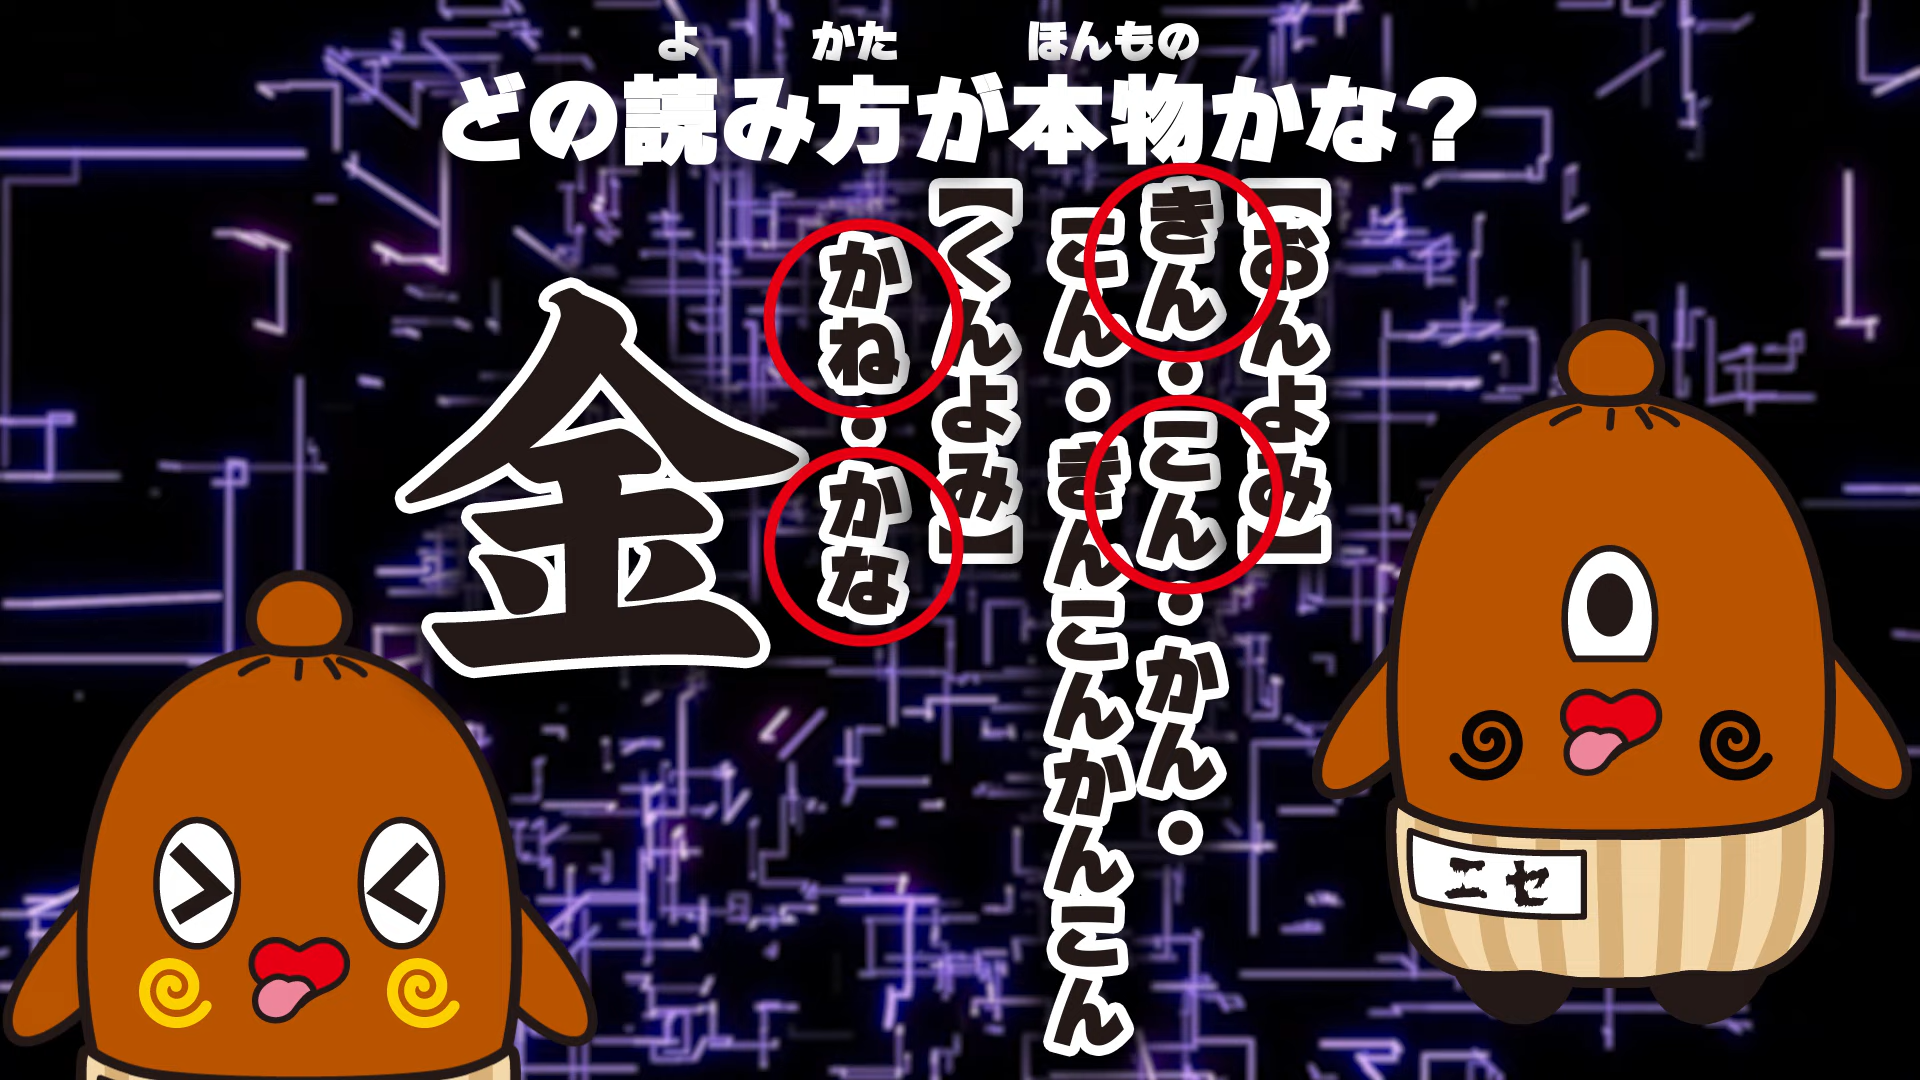 よ かた ほんもの
どの読み方が本物かな？
【おんよみ】
きん・こん・かん・
こん・きんこんかんこん
【くんよみ】
かね・かな
金
ニセ